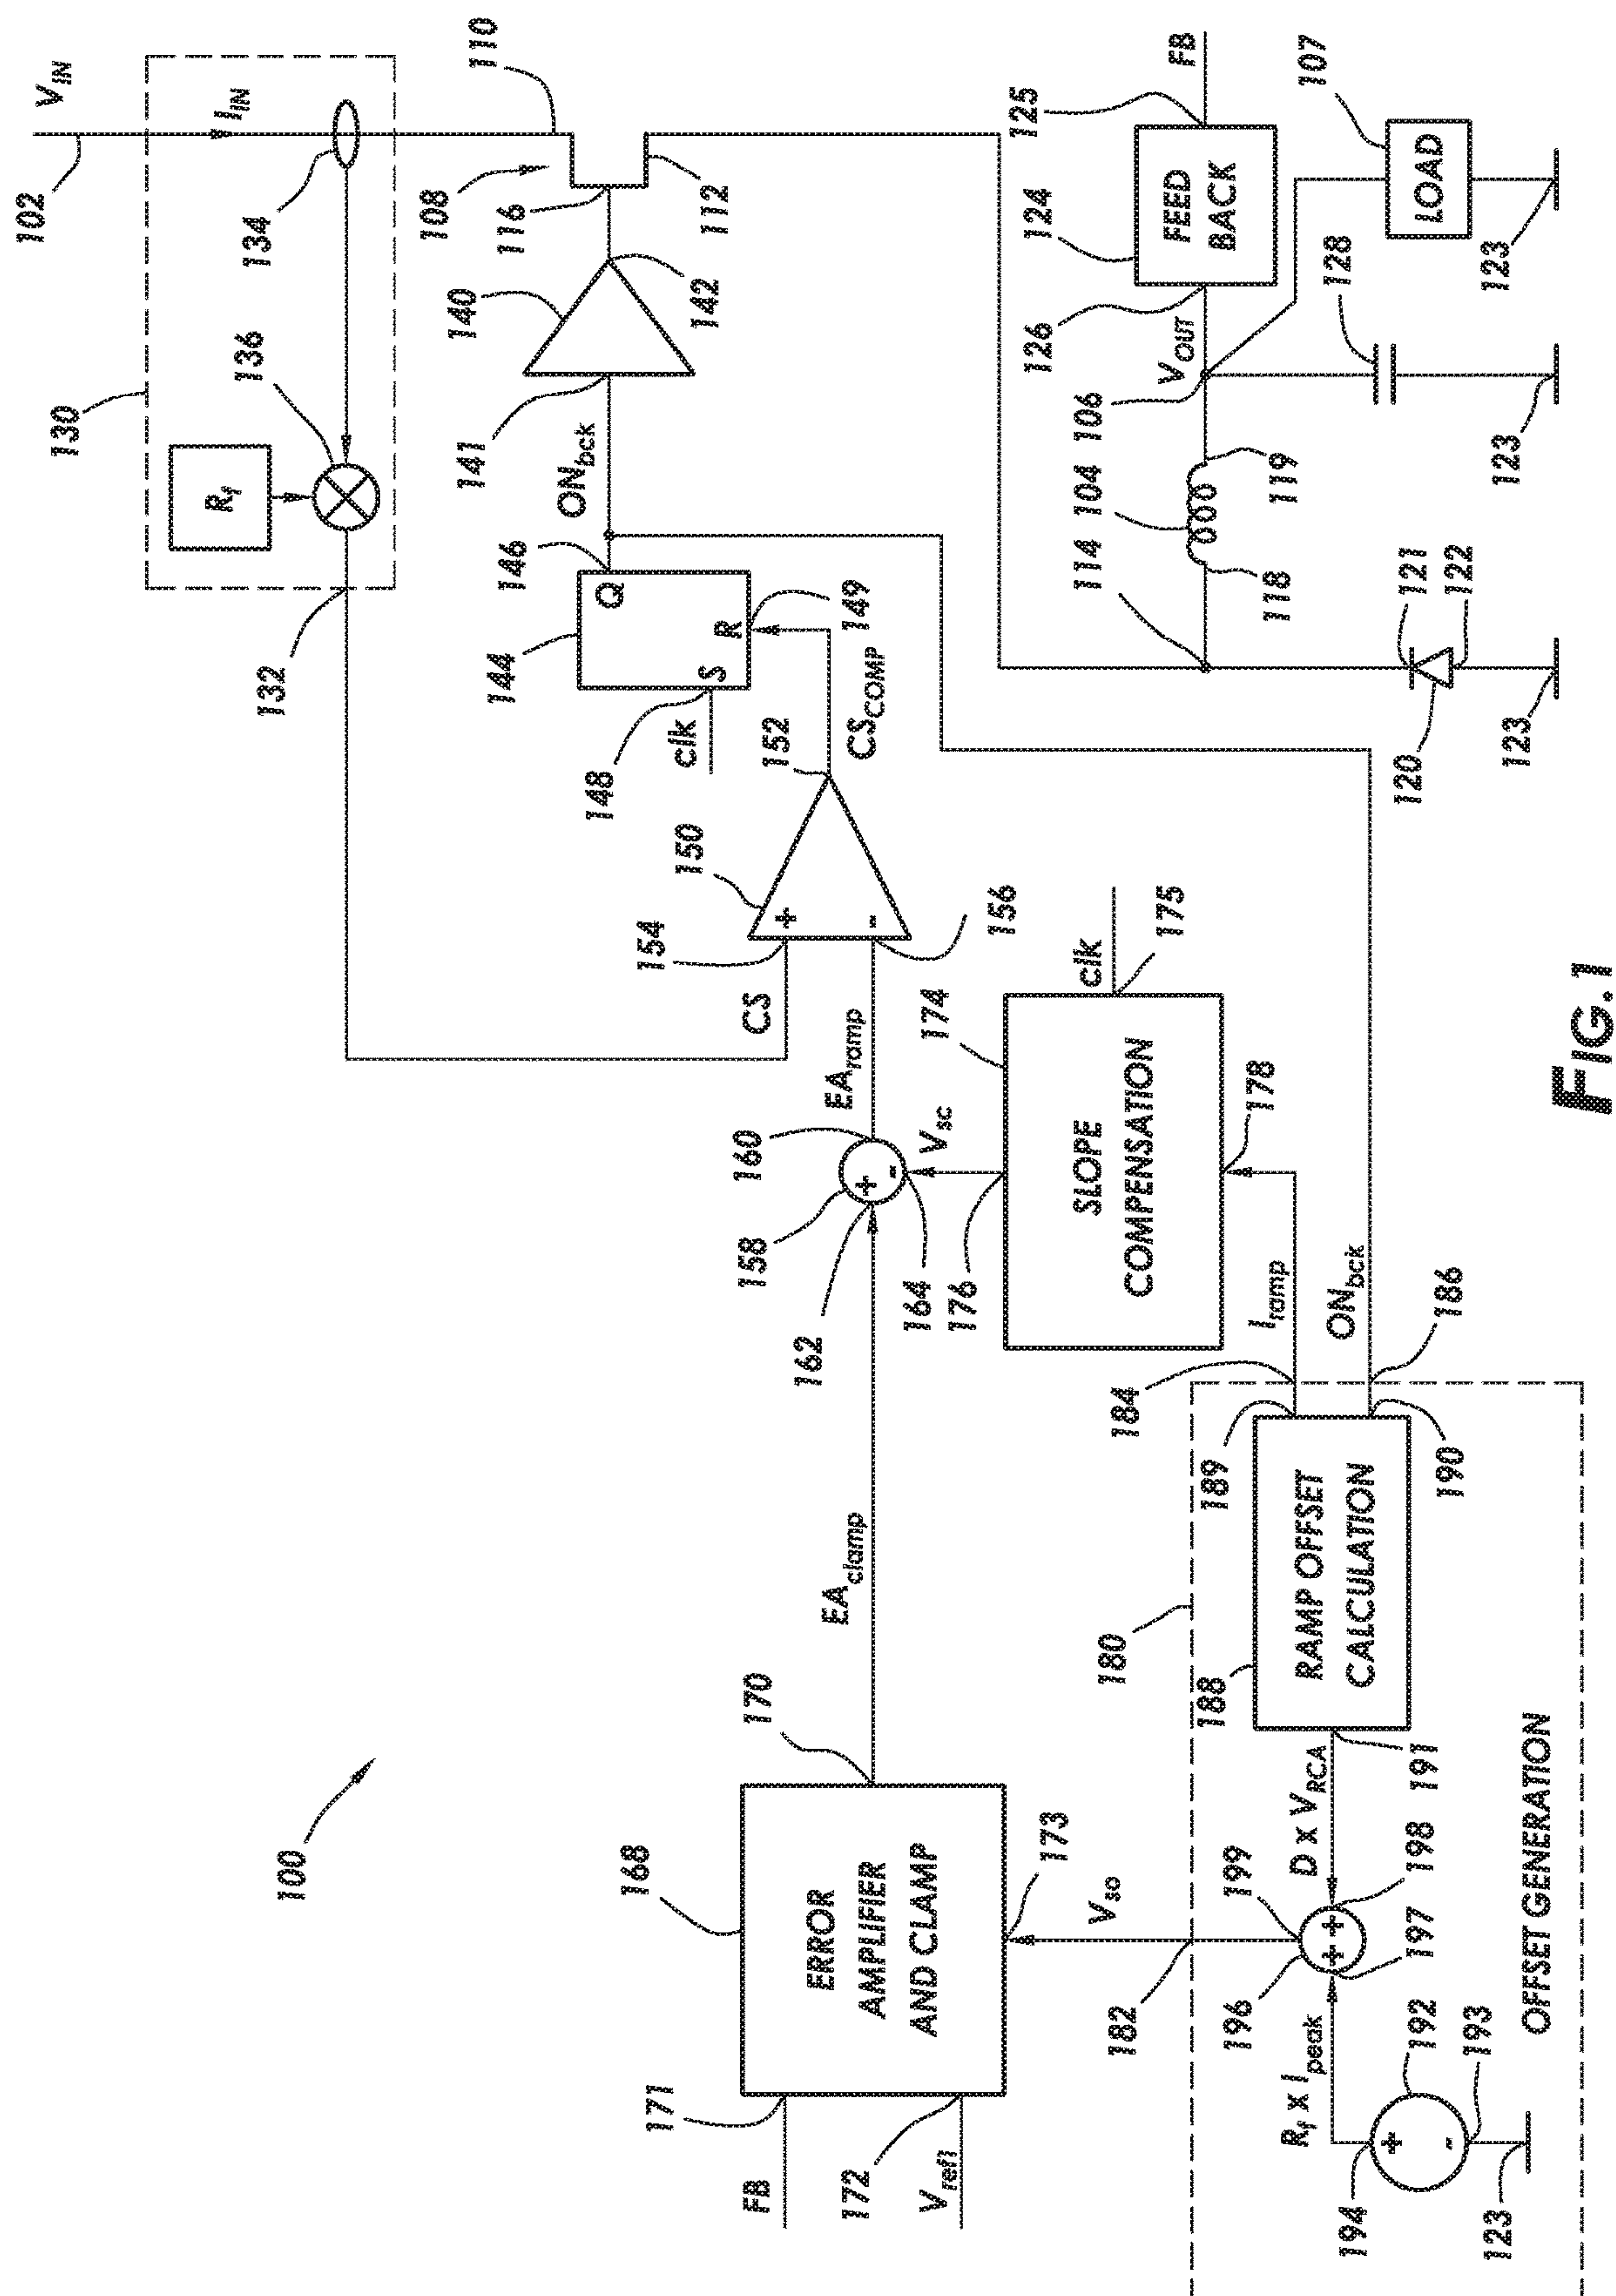 100
V_IN
102
I_IN
130
134
136
R_f
132
108
110
116
112
140
142
141
ON_bck
146
Q
144
S
R
148
149
clk
CS_COMP
152
150
154
+
-
156
CS
EA_ramp
160
158
+
-
162
164
V_sc
176
174
SLOPE
COMPENSATION
clk
175
178
I_ramp
ON_bck
184
186
EA_clamp
170
168
ERROR
AMPLIFIER
AND CLAMP
171
FB
172
V_ref1
173
V_so
182
180
188
189
190
RAMP OFFSET
CALCULATION
191
D x V_RCA
199
198
196
197
+ +
R_f x I_peak
192
193
194
+
-
123
OFFSET GENERATION
FB
125
124
FEED
BACK
126
V_OUT
106
104
114
118
119
128
107
LOAD
123
123
121
122
120
123
FIG. 1